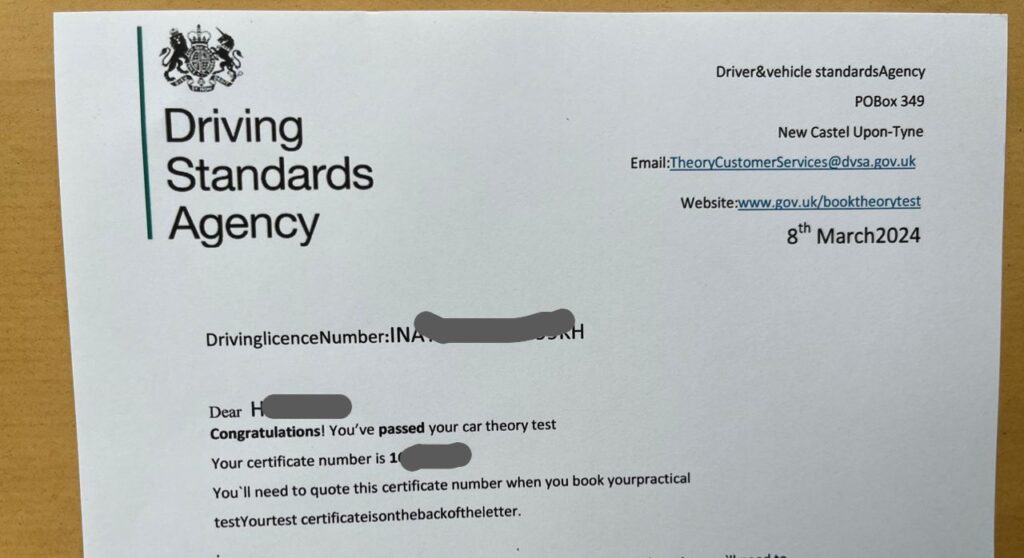 Driving
Standards
Agency
Driver&vehicle standardsAgency
POBox 349
New Castel Upon-Tyne
Email:TheoryCustomerServices@dvsa.gov.uk
Website:www.gov.uk/booktheorytest
8th March2024
DrivinglicenceNumber:INA
Dear H
Congratulations! You've passed your car theory test
Your certificate number is 1
You`ll need to quote this certificate number when you book yourpractical
testYourtest certificateisonthebackoftheletter.